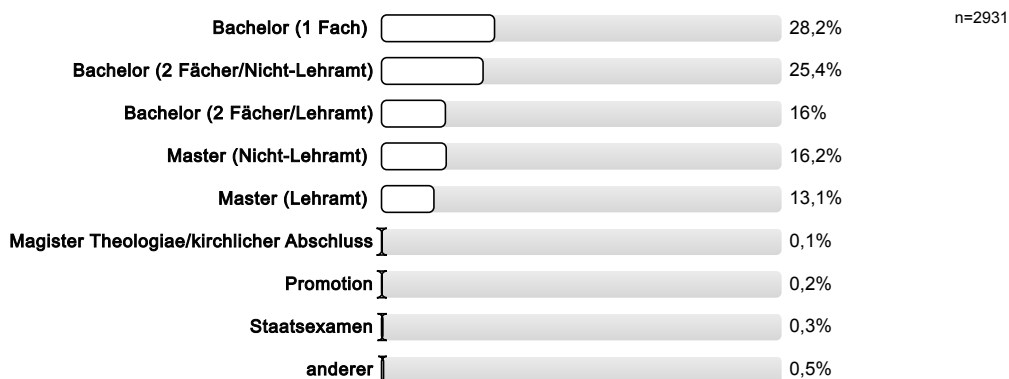 n=2931
Bachelor (1 Fach) 28,2%
Bachelor (2 Fächer/Nicht-Lehramt) 25,4%
Bachelor (2 Fächer/Lehramt) 16%
Master (Nicht-Lehramt) 16,2%
Master (Lehramt) 13,1%
Magister Theologiae/kirchlicher Abschluss 0,1%
Promotion 0,2%
Staatsexamen 0,3%
anderer 0,5%